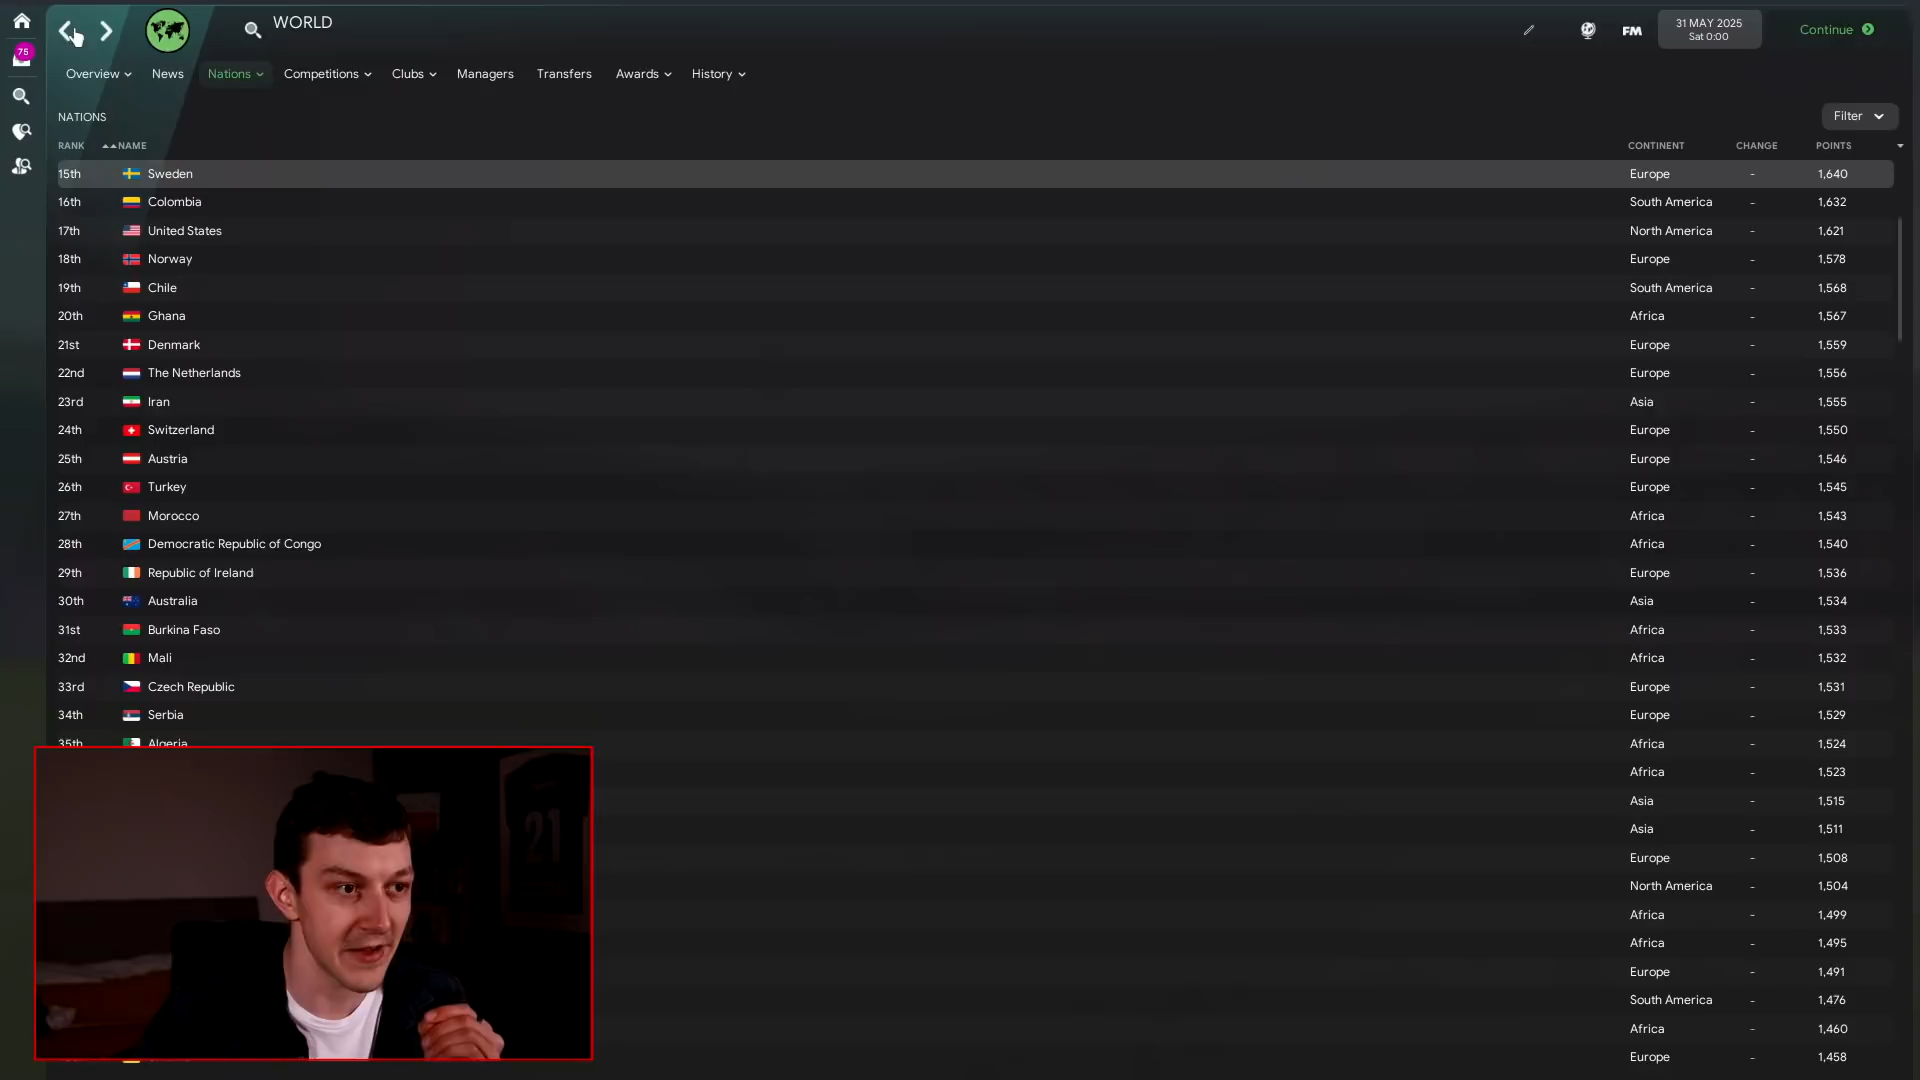 WORLD
31 MAY 2025
Sat 0:00
FM
Continue
75
Overview
News
Nations
Competitions
Clubs
Managers
Transfers
Awards
History
NATIONS
Filter
RANK NAME CONTINENT CHANGE POINTS
15th Sweden Europe - 1,640
16th Colombia South America - 1,632
17th United States North America - 1,621
18th Norway Europe - 1,578
19th Chile South America - 1,568
20th Ghana Africa - 1,567
21st Denmark Europe - 1,559
22nd The Netherlands Europe - 1,556
23rd Iran Asia - 1,555
24th Switzerland Europe - 1,550
25th Austria Europe - 1,546
26th Turkey Europe - 1,545
27th Morocco Africa - 1,543
28th Democratic Republic of Congo Africa - 1,540
29th Republic of Ireland Europe - 1,536
30th Australia Asia - 1,534
31st Burkina Faso Africa - 1,533
32nd Mali Africa - 1,532
33rd Czech Republic Europe - 1,531
34th Serbia Europe - 1,529
35th Algeria Africa - 1,524
Africa - 1,523
Asia - 1,515
Asia - 1,511
Europe - 1,508
North America - 1,504
Africa - 1,499
Africa - 1,495
Europe - 1,491
South America - 1,476
Africa - 1,460
Europe - 1,458
21